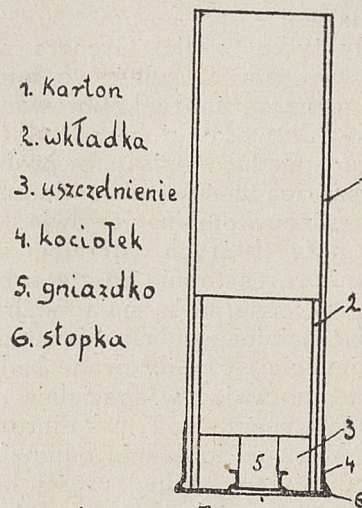 1. Karton
2. wkładka
3. uszczelnienie
4. kociołek
5. gniazdko
6. stopka
2
3
5
4
6